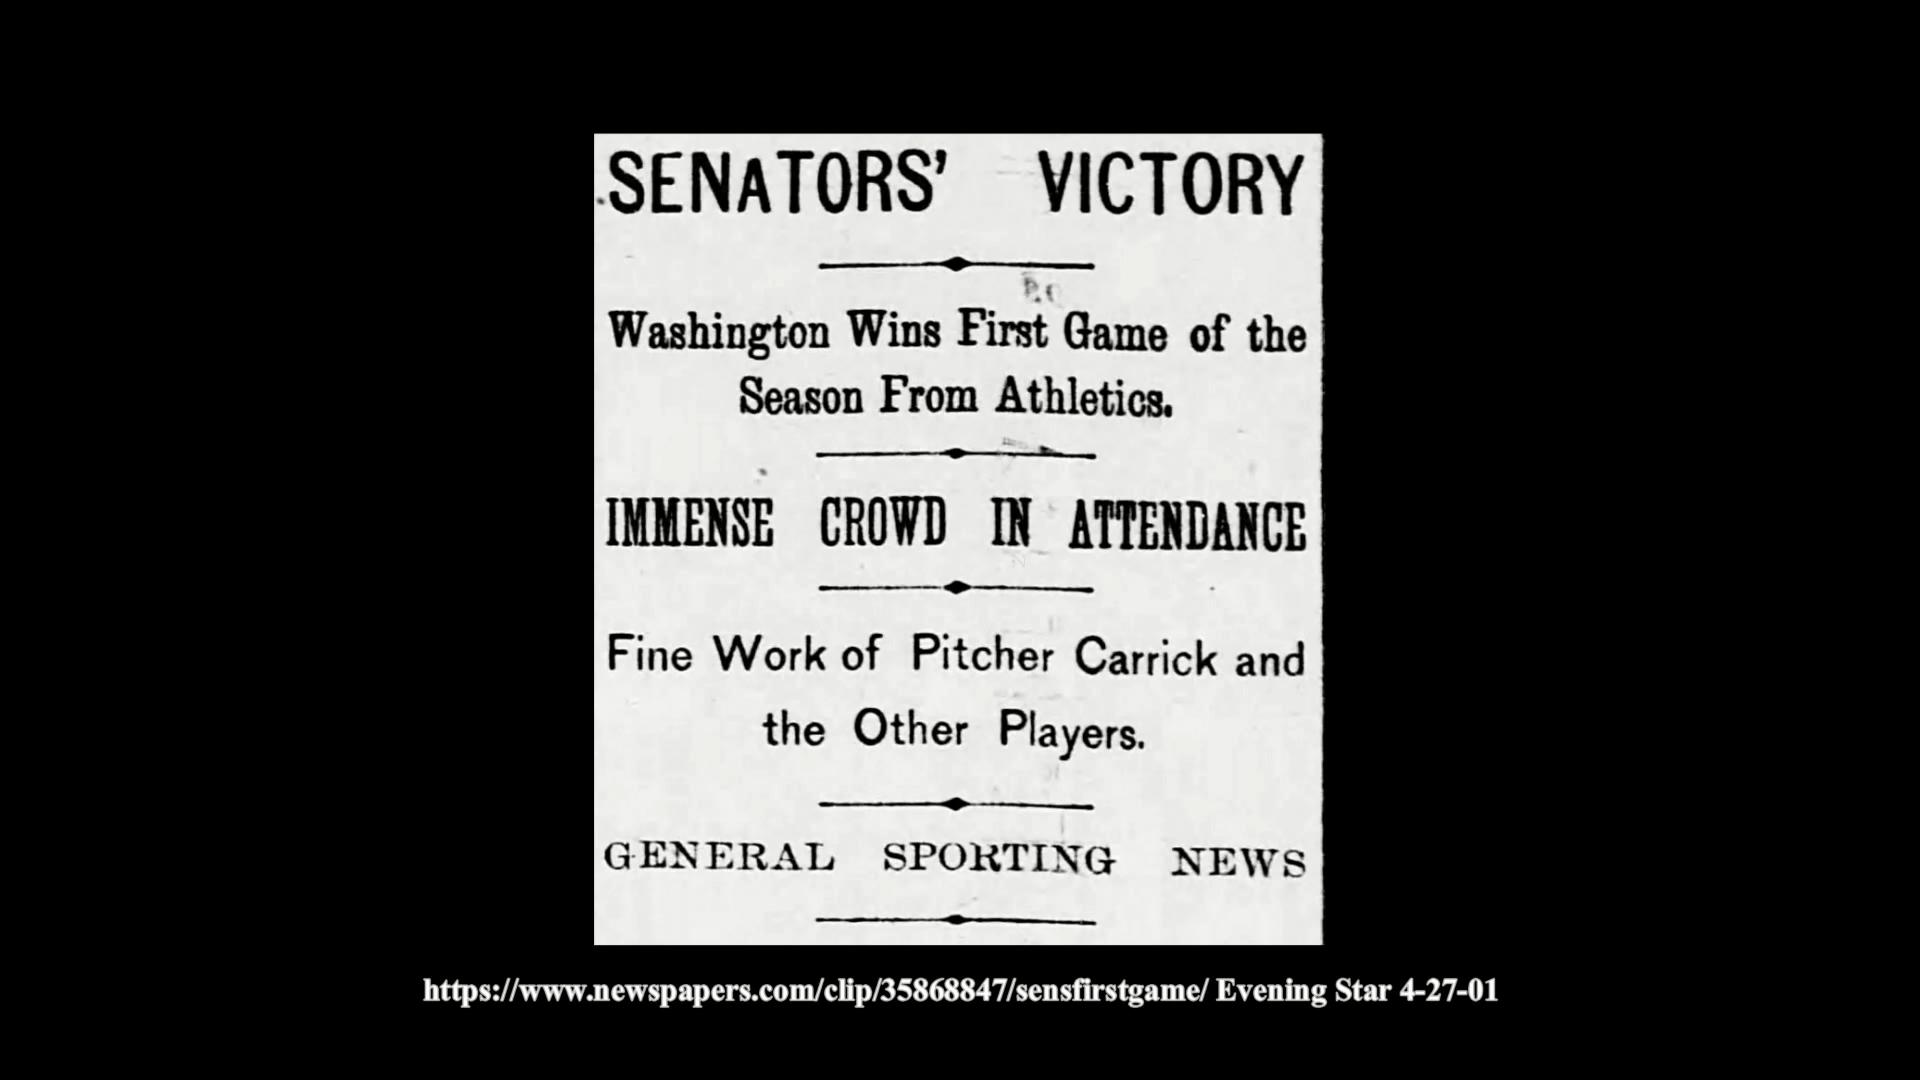 SENATORS' VICTORY
Washington Wins First Game of the
Season From Athletics.
IMMENSE CROWD IN ATTENDANCE
Fine Work of Pitcher Carrick and
the Other Players.
GENERAL SPORTING NEWS
https://www.newspapers.com/clip/35868847/sensfirstgame/ Evening Star 4-27-01